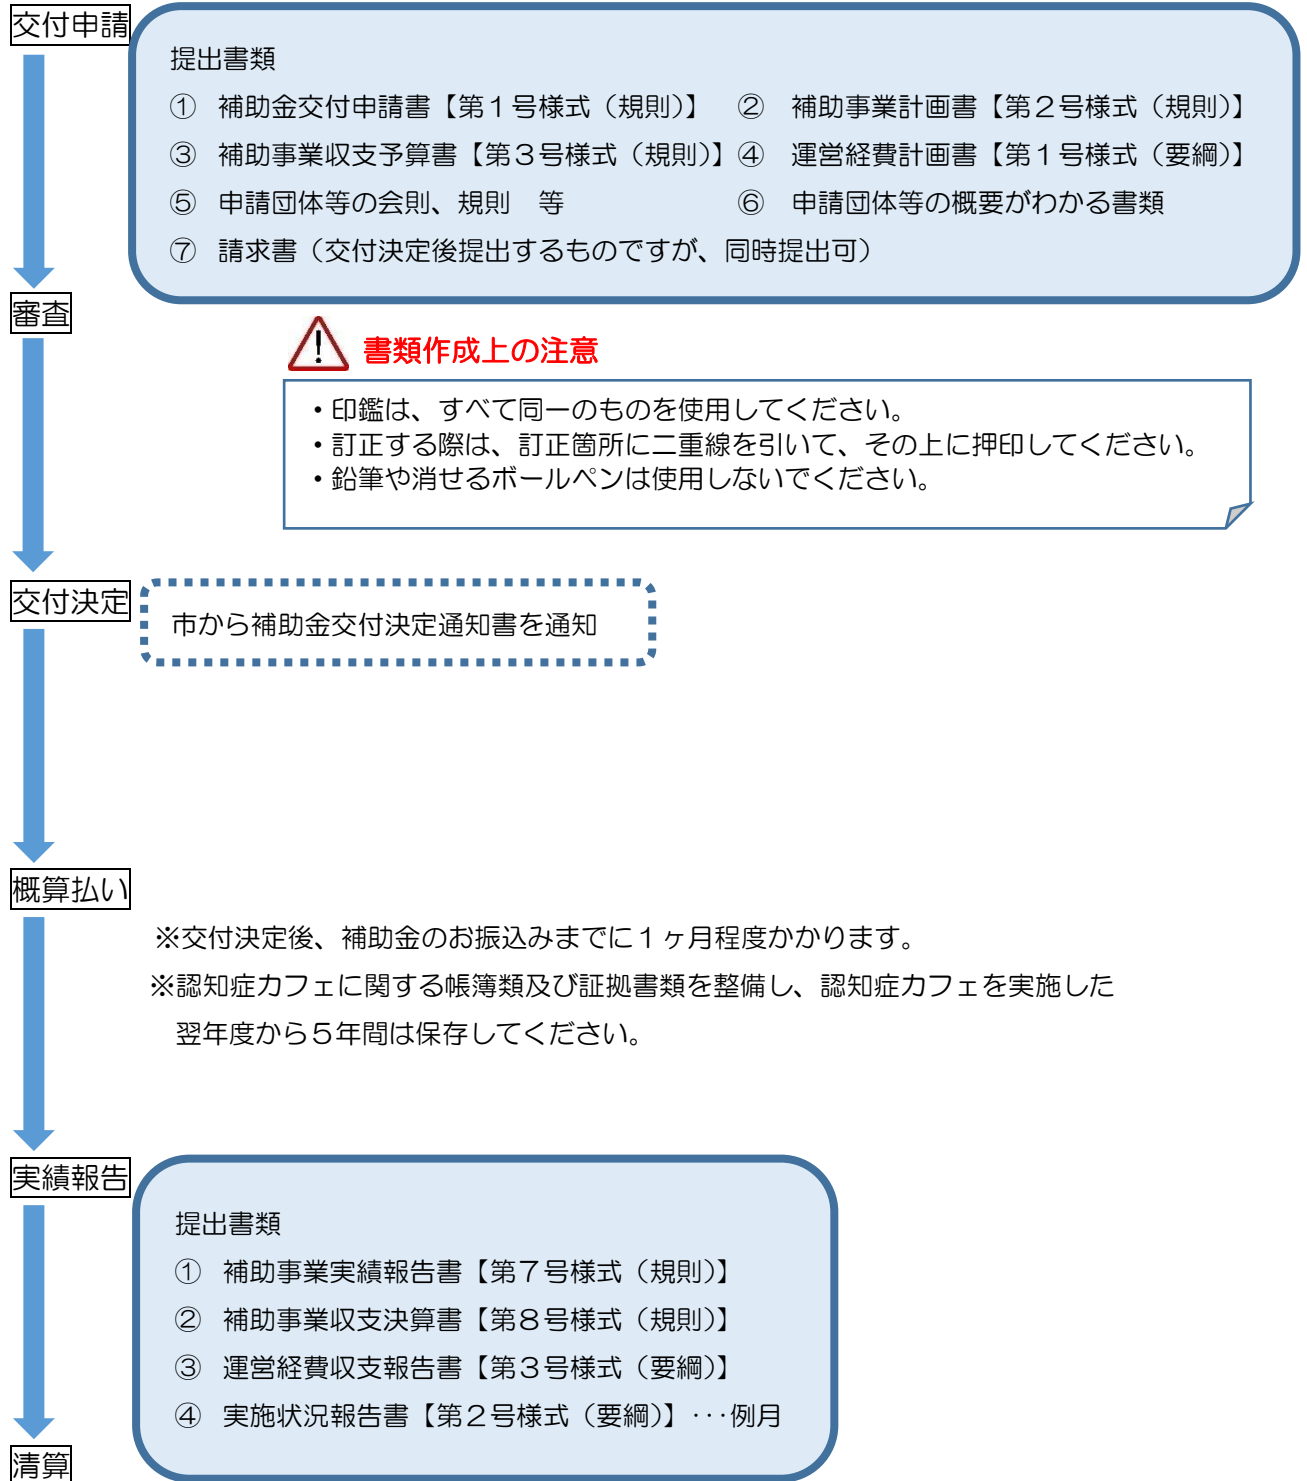 交付申請
提出書類
① 補助金交付申請書【第１号様式（規則）】 ② 補助事業計画書【第２号様式（規則）】
③ 補助事業収支予算書【第３号様式（規則）】 ④ 運営経費計画書【第１号様式（要綱）】
⑤ 申請団体等の会則、規則　等 ⑥ 申請団体等の概要がわかる書類
⑦ 請求書（交付決定後提出するものですが、同時提出可）
審査
書類作成上の注意
・印鑑は、すべて同一のものを使用してください。
・訂正する際は、訂正箇所に二重線を引いて、その上に押印してください。
・鉛筆や消せるボールペンは使用しないでください。
交付決定
市から補助金交付決定通知書を通知
概算払い
※交付決定後、補助金のお振込みまでに１ヶ月程度かかります。
※認知症カフェに関する帳簿類及び証拠書類を整備し、認知症カフェを実施した
翌年度から５年間は保存してください。
実績報告
提出書類
① 補助事業実績報告書【第７号様式（規則）】
② 補助事業収支決算書【第８号様式（規則）】
③ 運営経費収支報告書【第３号様式（要綱）】
④ 実施状況報告書【第２号様式（要綱）】･･･例月
清算